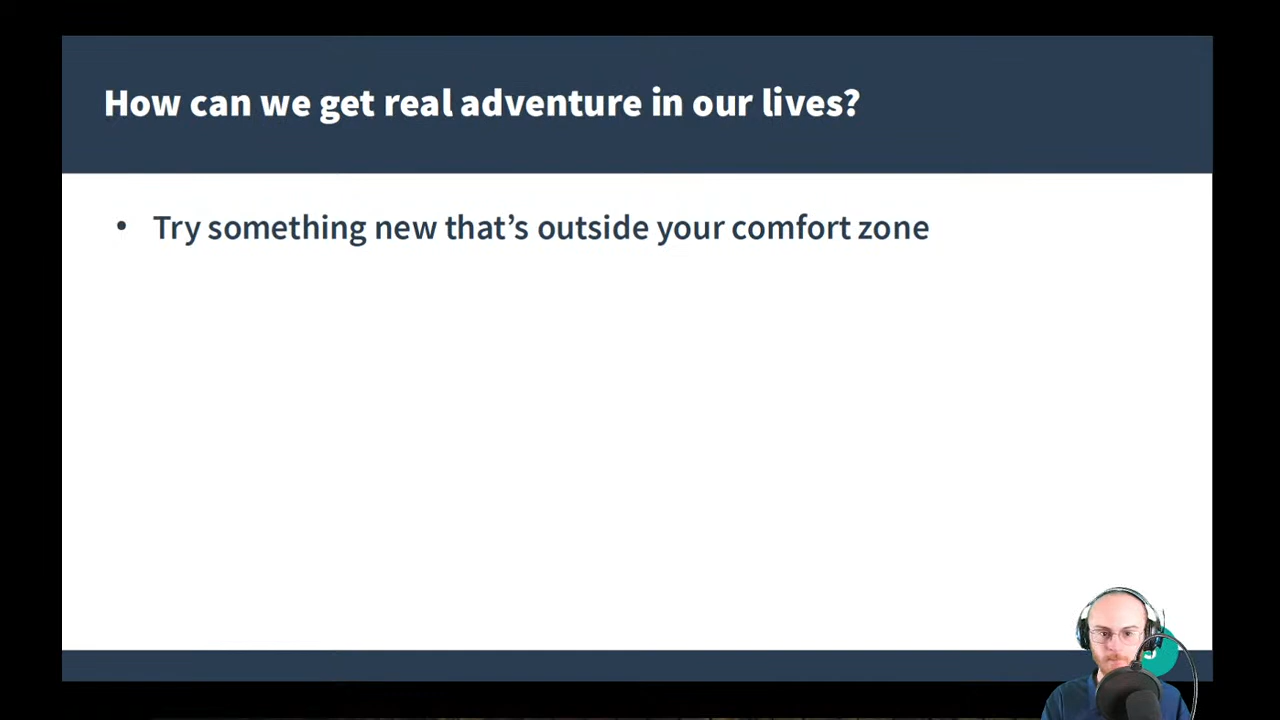 How can we get real adventure in our lives?
• Try something new that's outside your comfort zone